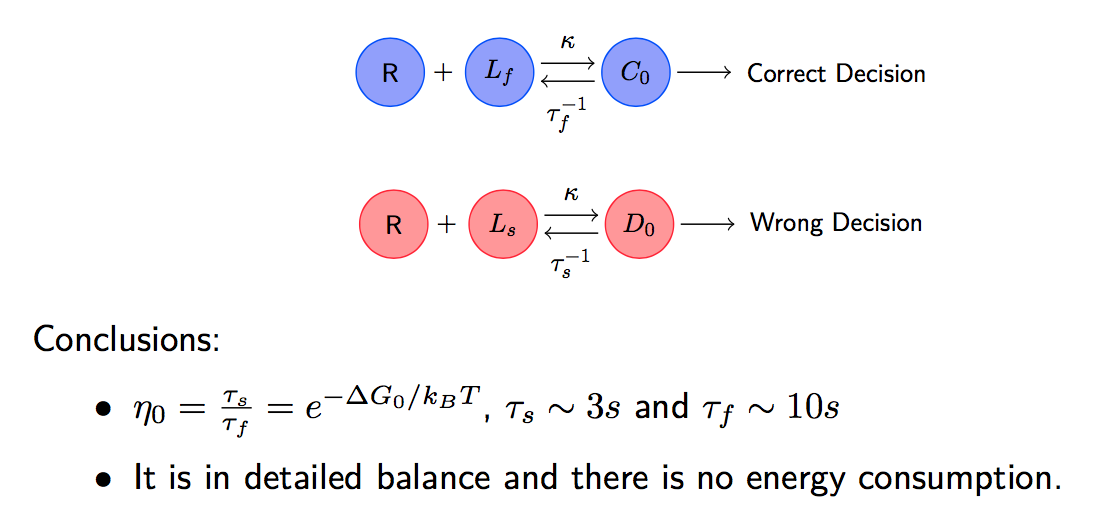 κ
R + L_f ⇌ C_0 ⟶ Correct Decision
τ_f^{-1}
κ
R + L_s ⇌ D_0 ⟶ Wrong Decision
τ_s^{-1}
Conclusions:
• η_0 = τ_s/τ_f = e^{-ΔG_0/k_BT}, τ_s ∼ 3s and τ_f ∼ 10s
• It is in detailed balance and there is no energy consumption.